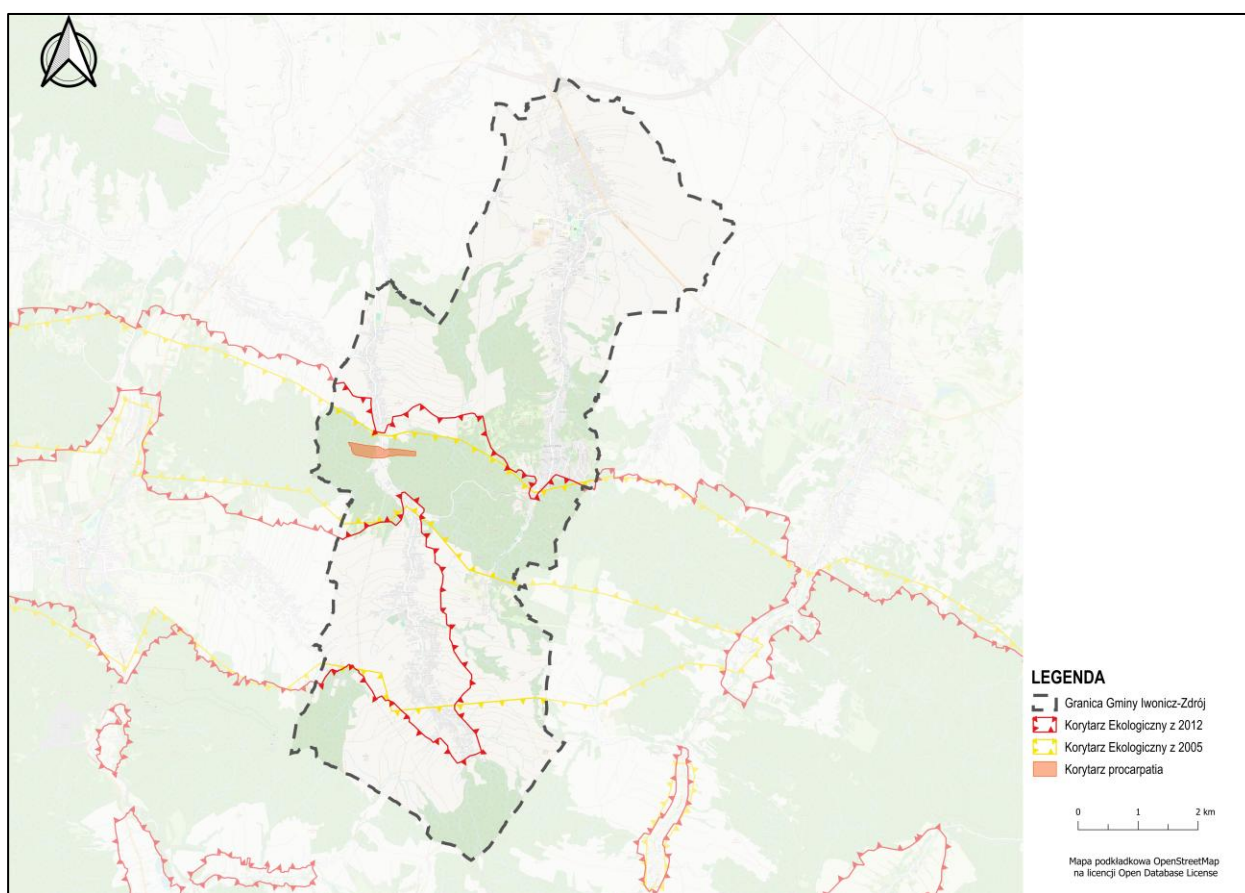 LEGENDA
Granica Gminy Iwonicz-Zdrój
Korytarz Ekologiczny z 2012
Korytarz Ekologiczny z 2005
Korytarz procarpatia
0 1 2 km
Mapa podkładkowa OpenStreetMap
na licencji Open Database License